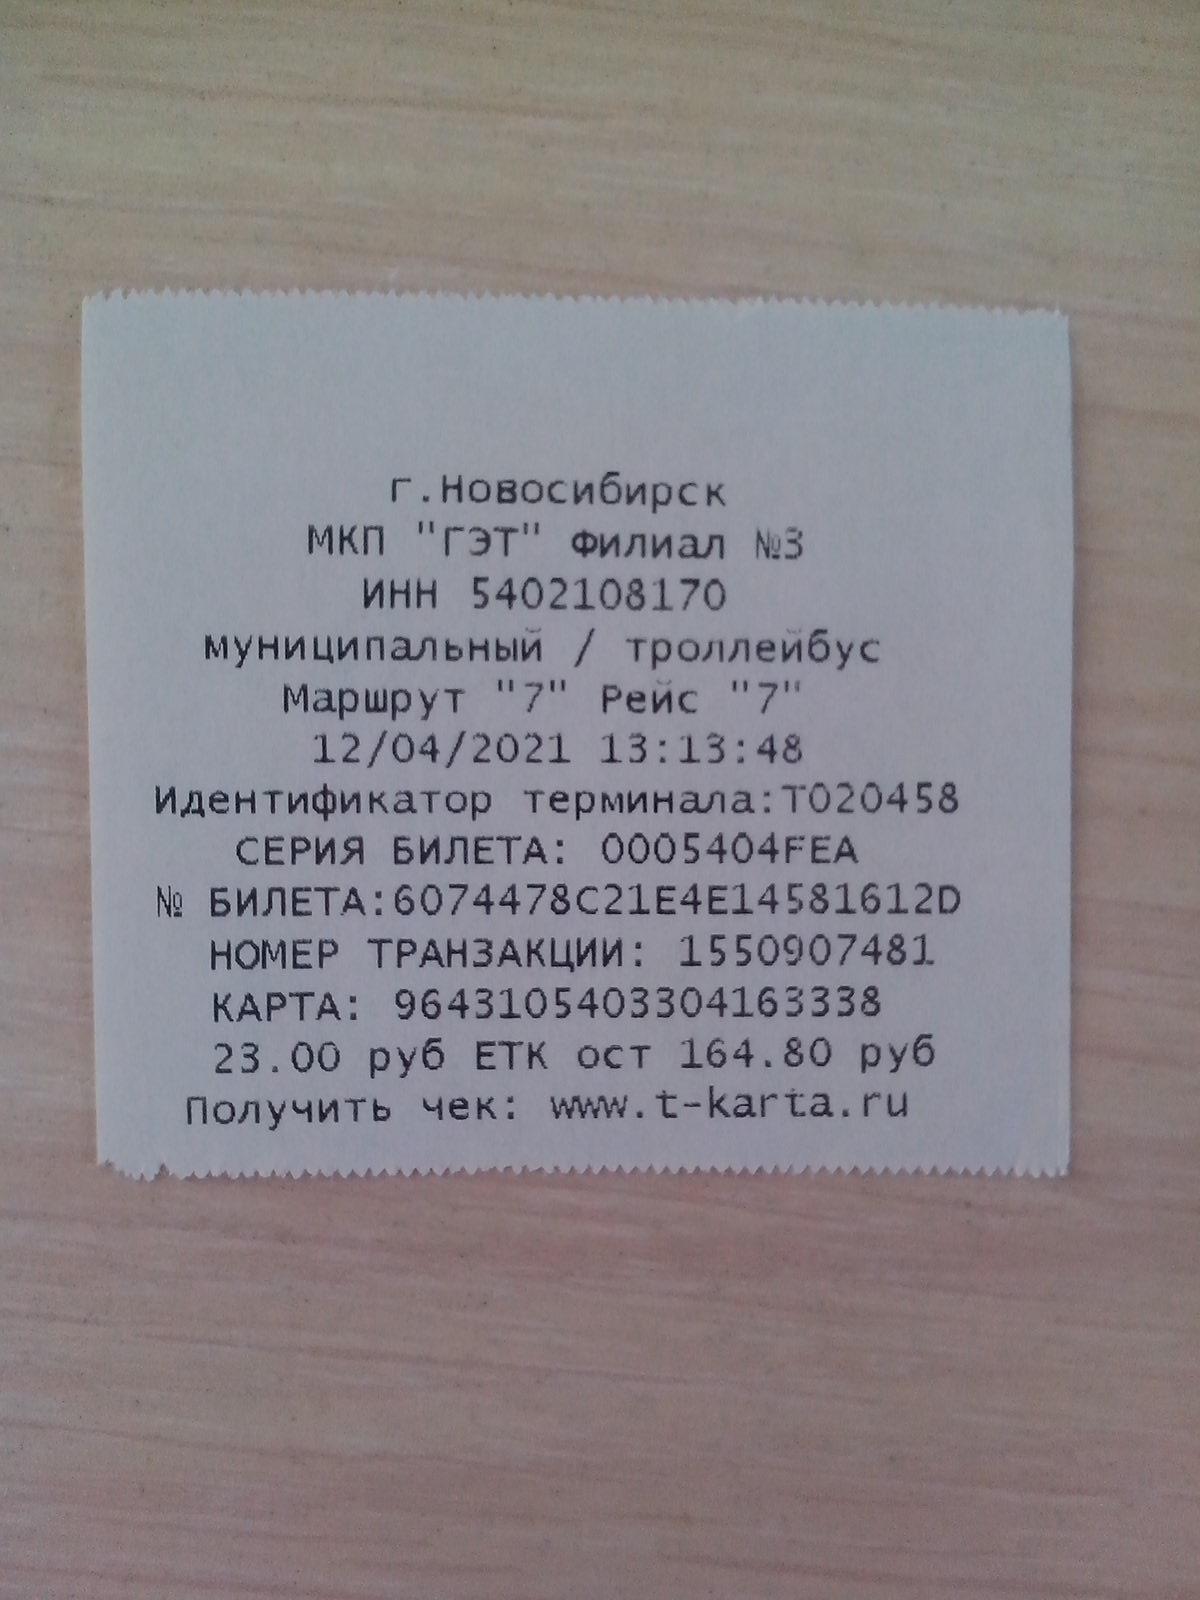 г.Новосибирск
МКП "ГЭТ" Филиал №3
ИНН 5402108170
муниципальный / троллейбус
Маршрут "7" Рейс "7"
12/04/2021 13:13:48
Идентификатор терминала:Т020458
СЕРИЯ БИЛЕТА: 0005404FEA
№ БИЛЕТА:6074478C21E4E14581612D
НОМЕР ТРАНЗАКЦИИ: 1550907481
КАРТА: 9643105403304163338
23.00 руб ЕТК ост 164.80 руб
Получить чек: www.t-karta.ru